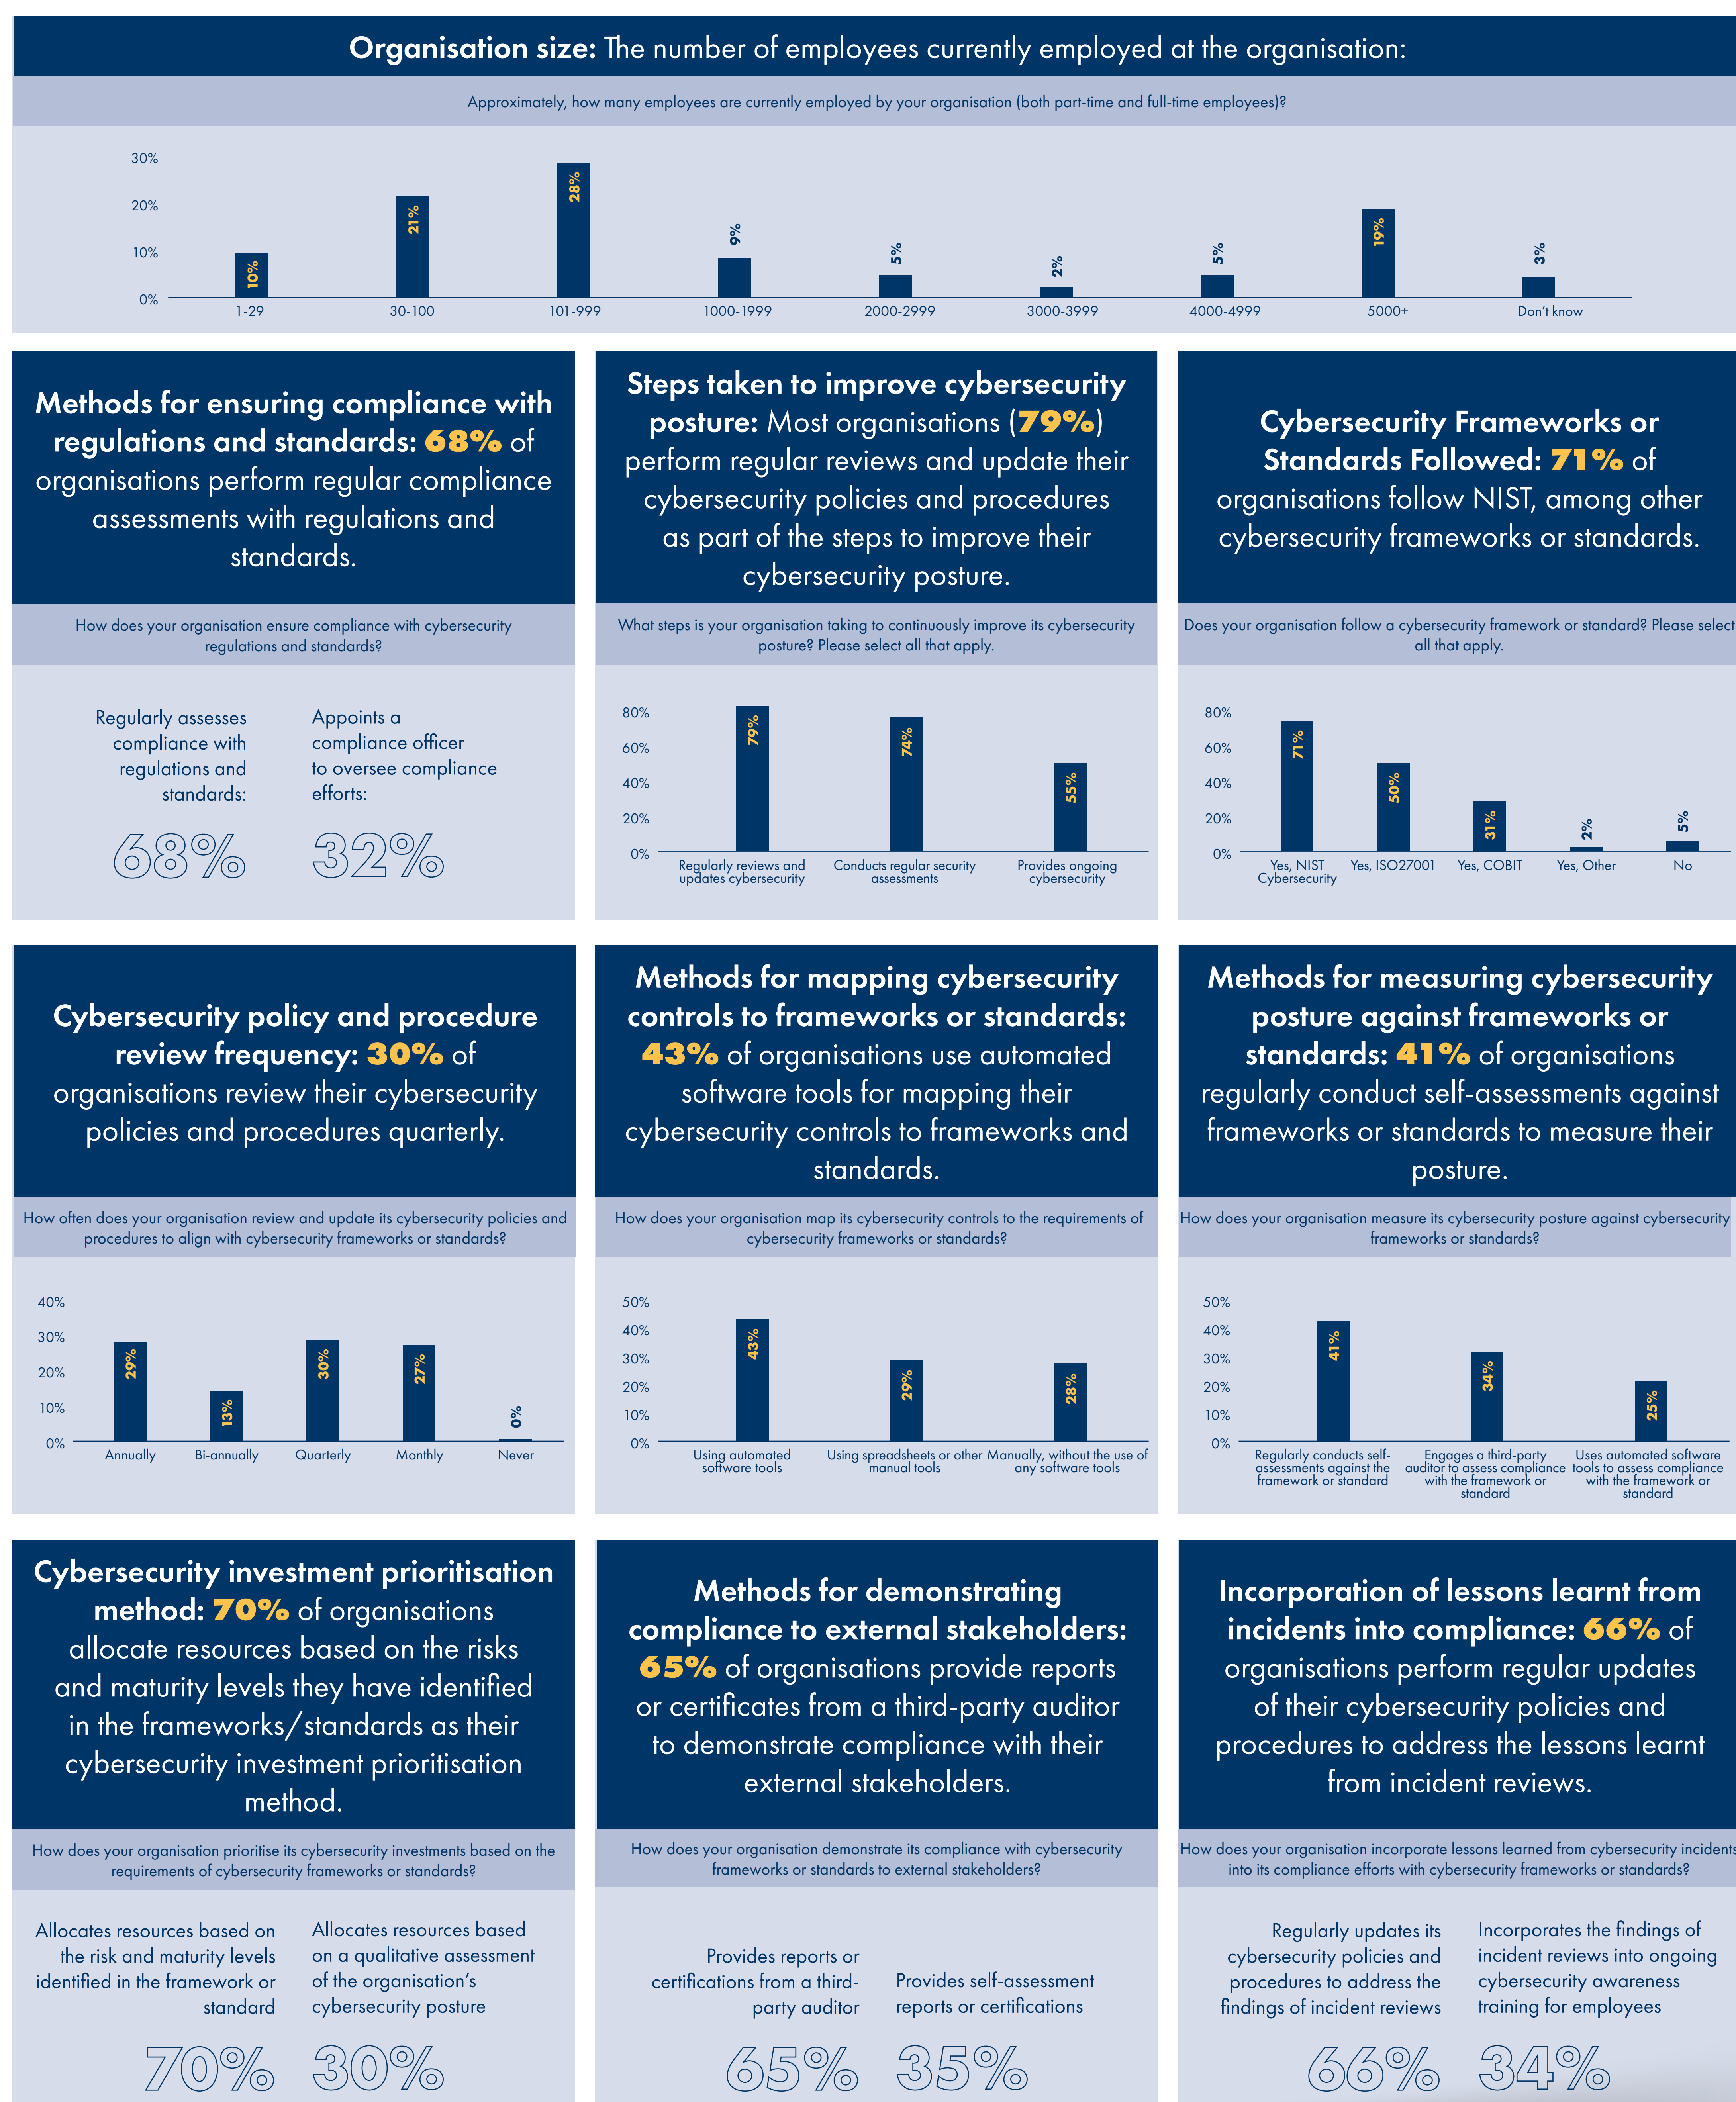 Organisation size: The number of employees currently employed at the organisation:
Approximately, how many employees are currently employed by your organisation (both part-time and full-time employees)?
30%
20%
10%
0%
10%
21%
28%
9%
5%
2%
5%
19%
3%
1-29
30-100
101-999
1000-1999
2000-2999
3000-3999
4000-4999
5000+
Don't know
Methods for ensuring compliance with
regulations and standards: 68% of
organisations perform regular compliance
assessments with regulations and
standards.
How does your organisation ensure compliance with cybersecurity
regulations and standards?
Regularly assesses
compliance with
regulations and
standards:
68%
Appoints a
compliance officer
to oversee compliance
efforts:
32%
Steps taken to improve cybersecurity
posture: Most organisations (79%)
perform regular reviews and update their
cybersecurity policies and procedures
as part of the steps to improve their
cybersecurity posture.
What steps is your organisation taking to continuously improve its cybersecurity
posture? Please select all that apply.
80%
60%
40%
20%
0%
79%
74%
55%
Regularly reviews and
updates cybersecurity
Conducts regular security
assessments
Provides ongoing
cybersecurity
Cybersecurity Frameworks or
Standards Followed: 71% of
organisations follow NIST, among other
cybersecurity frameworks or standards.
Does your organisation follow a cybersecurity framework or standard? Please select
all that apply.
80%
60%
40%
20%
0%
71%
50%
31%
2%
5%
Yes, NIST
Cybersecurity
Yes, ISO27001
Yes, COBIT
Yes, Other
No
Cybersecurity policy and procedure
review frequency: 30% of
organisations review their cybersecurity
policies and procedures quarterly.
How often does your organisation review and update its cybersecurity policies and
procedures to align with cybersecurity frameworks or standards?
40%
30%
20%
10%
0%
29%
13%
30%
27%
0%
Annually
Bi-annually
Quarterly
Monthly
Never
Methods for mapping cybersecurity
controls to frameworks or standards:
43% of organisations use automated
software tools for mapping their
cybersecurity controls to frameworks and
standards.
How does your organisation map its cybersecurity controls to the requirements of
cybersecurity frameworks or standards?
50%
40%
30%
20%
10%
0%
43%
29%
28%
Using automated
software tools
Using spreadsheets or other
manual tools
Manually, without the use of
any software tools
Methods for measuring cybersecurity
posture against frameworks or
standards: 41% of organisations
regularly conduct self-assessments against
frameworks or standards to measure their
posture.
How does your organisation measure its cybersecurity posture against cybersecurity
frameworks or standards?
50%
40%
30%
20%
10%
0%
41%
34%
25%
Regularly conducts self-
assessments against the
framework or standard
Engages a third-party
auditor to assess compliance
with the framework or
standard
Uses automated software
tools to assess compliance
with the framework or
standard
Cybersecurity investment prioritisation
method: 70% of organisations
allocate resources based on the risks
and maturity levels they have identified
in the frameworks/standards as their
cybersecurity investment prioritisation
method.
How does your organisation prioritise its cybersecurity investments based on the
requirements of cybersecurity frameworks or standards?
Allocates resources based on
the risk and maturity levels
identified in the framework or
standard
70%
Allocates resources based
on a qualitative assessment
of the organisation's
cybersecurity posture
30%
Methods for demonstrating
compliance to external stakeholders:
65% of organisations provide reports
or certificates from a third-party auditor
to demonstrate compliance with their
external stakeholders.
How does your organisation demonstrate its compliance with cybersecurity
frameworks or standards to external stakeholders?
Provides reports or
certifications from a third-
party auditor
65%
Provides self-assessment
reports or certifications
35%
Incorporation of lessons learnt from
incidents into compliance: 66% of
organisations perform regular updates
of their cybersecurity policies and
procedures to address the lessons learnt
from incident reviews.
How does your organisation incorporate lessons learned from cybersecurity incidents
into its compliance efforts with cybersecurity frameworks or standards?
Regularly updates its
cybersecurity policies and
procedures to address the
findings of incident reviews
66%
Incorporates the findings of
incident reviews into ongoing
cybersecurity awareness
training for employees
34%